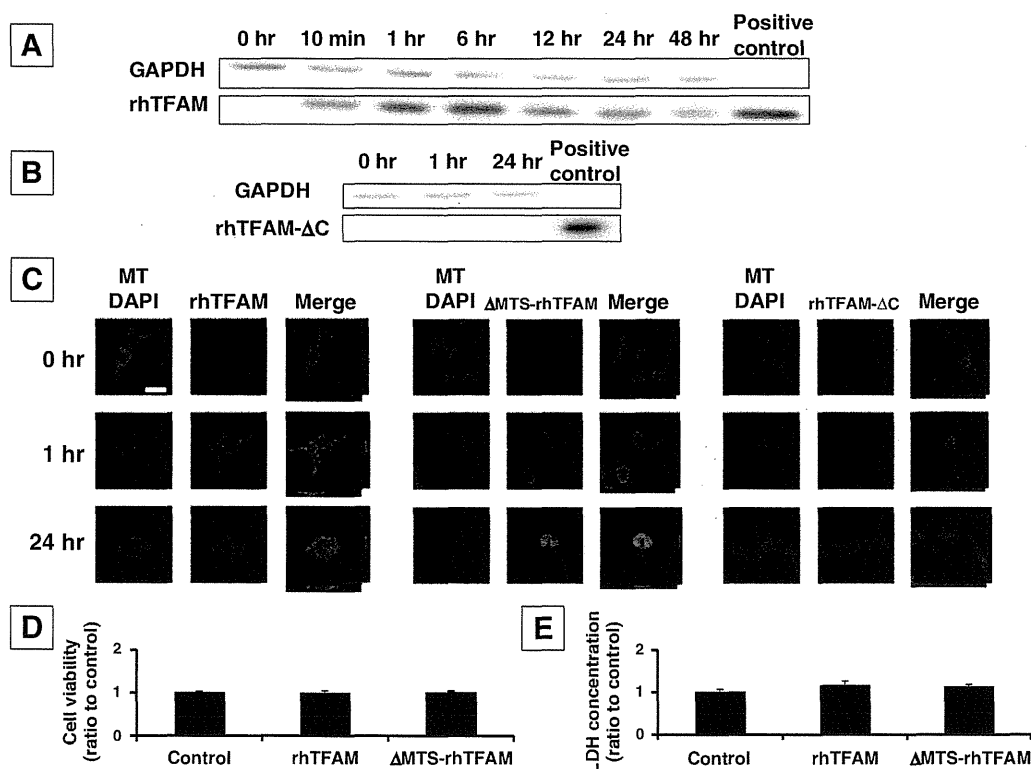 A
0 hr 10 min 1 hr 6 hr 12 hr 24 hr 48 hr Positive control
GAPDH
rhTFAM
B
0 hr 1 hr 24 hr Positive control
GAPDH
rhTFAM-ΔC
C
MT DAPI rhTFAM Merge MT DAPI ΔMTS-rhTFAM Merge MT DAPI rhTFAM-ΔC Merge
0 hr
1 hr
24 hr
D
Cell viability
(ratio to control)
2
1
0
Control rhTFAM ΔMTS-rhTFAM
E
LDH concentration
(ratio to control)
2
1
0
Control rhTFAM ΔMTS-rhTFAM